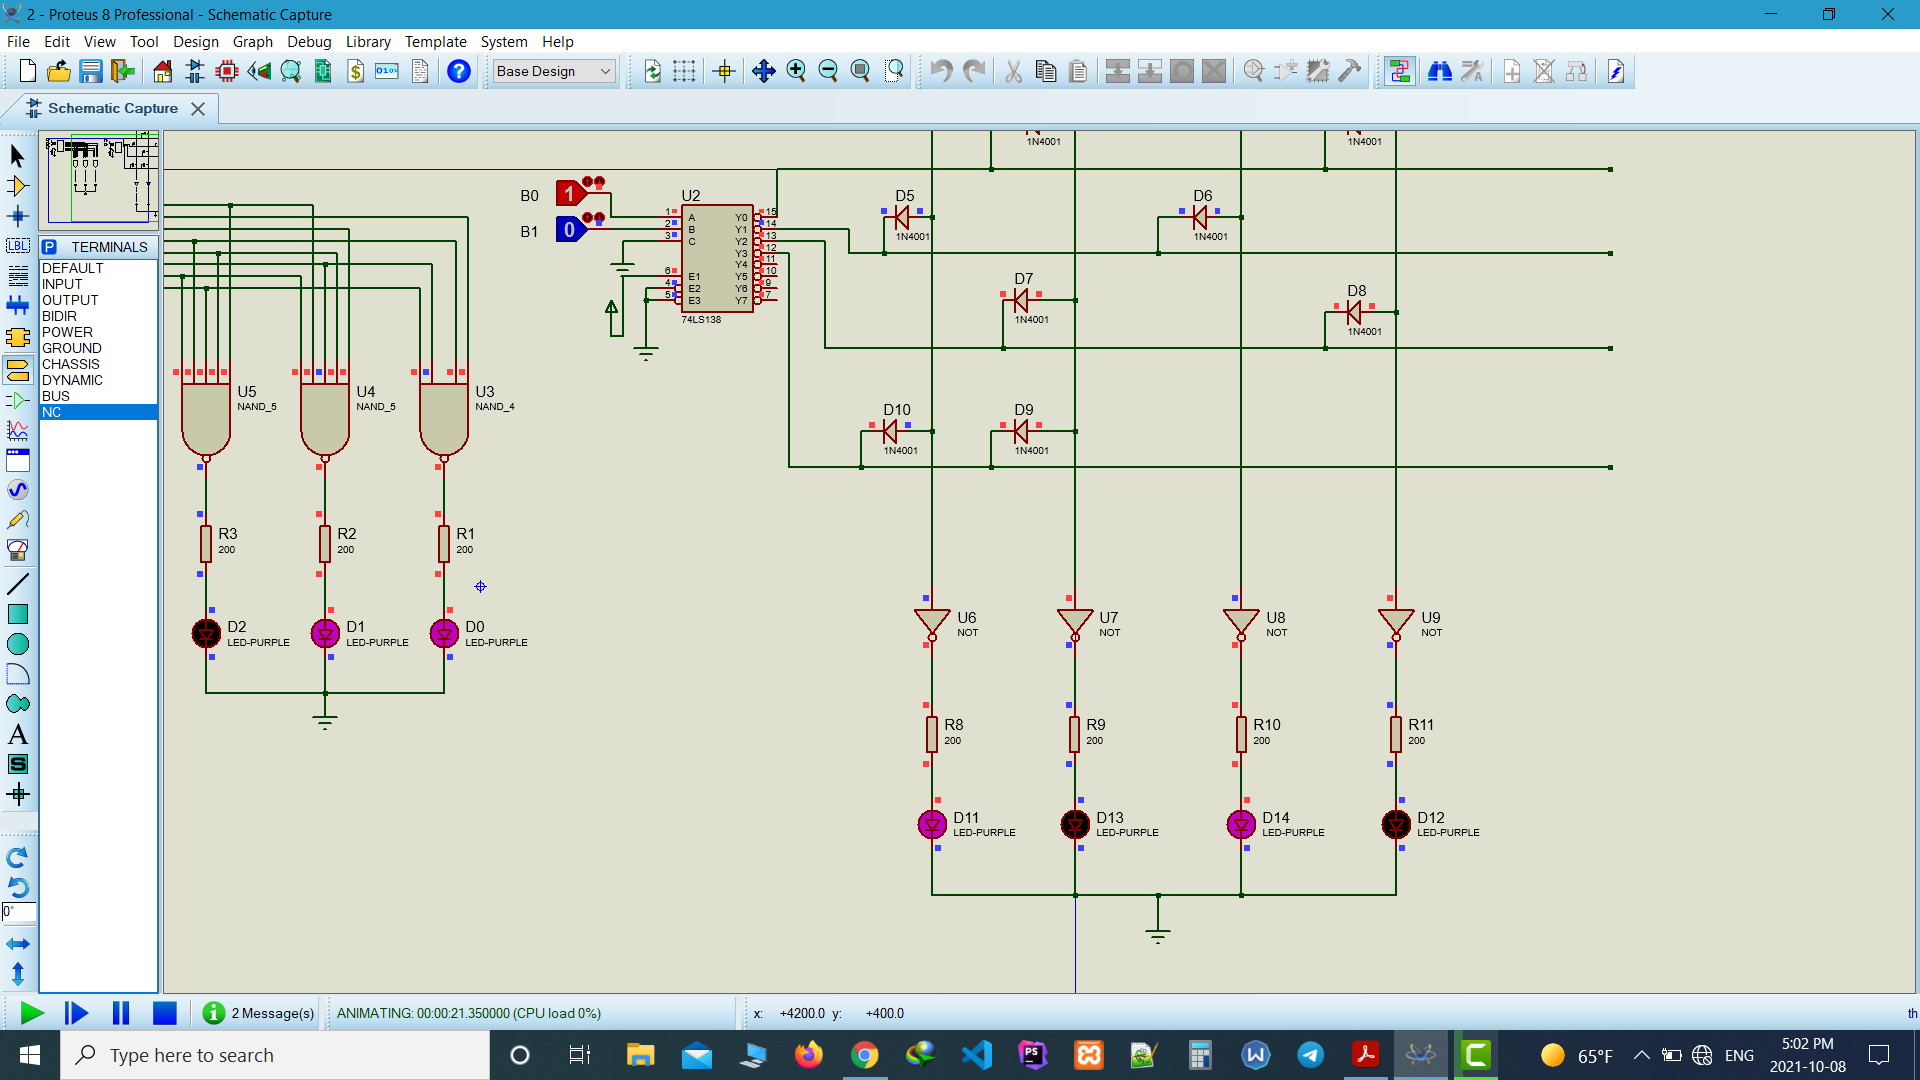 2 - Proteus 8 Professional - Schematic Capture
File Edit View Tool Design Graph Debug Library Template System Help
Base Design
Schematic Capture
P TERMINALS
DEFAULT
INPUT
OUTPUT
BIDIR
POWER
GROUND
CHASSIS
DYNAMIC
BUS
NC
LBL
A
S
0°
1N4001
1N4001
B0 1
B1 0
U2
1 A
2 B
3 C
6 E1
4 E2
5 E3
Y0 15
Y1 14
Y2 13
Y3 12
Y4 11
Y5 10
Y6 9
Y7 7
74LS138
D5
1N4001
D6
1N4001
D7
1N4001
D8
1N4001
D10
1N4001
D9
1N4001
U5
NAND_5
U4
NAND_5
U3
NAND_4
R3
200
R2
200
R1
200
D2
LED-PURPLE
D1
LED-PURPLE
D0
LED-PURPLE
U6
NOT
U7
NOT
U8
NOT
U9
NOT
R8
200
R9
200
R10
200
R11
200
D11
LED-PURPLE
D13
LED-PURPLE
D14
LED-PURPLE
D12
LED-PURPLE
2 Message(s)
ANIMATING: 00:00:21.350000 (CPU load 0%)
x: +4200.0 y: +400.0
th
Type here to search
65°F
ENG
5:02 PM
2021-10-08